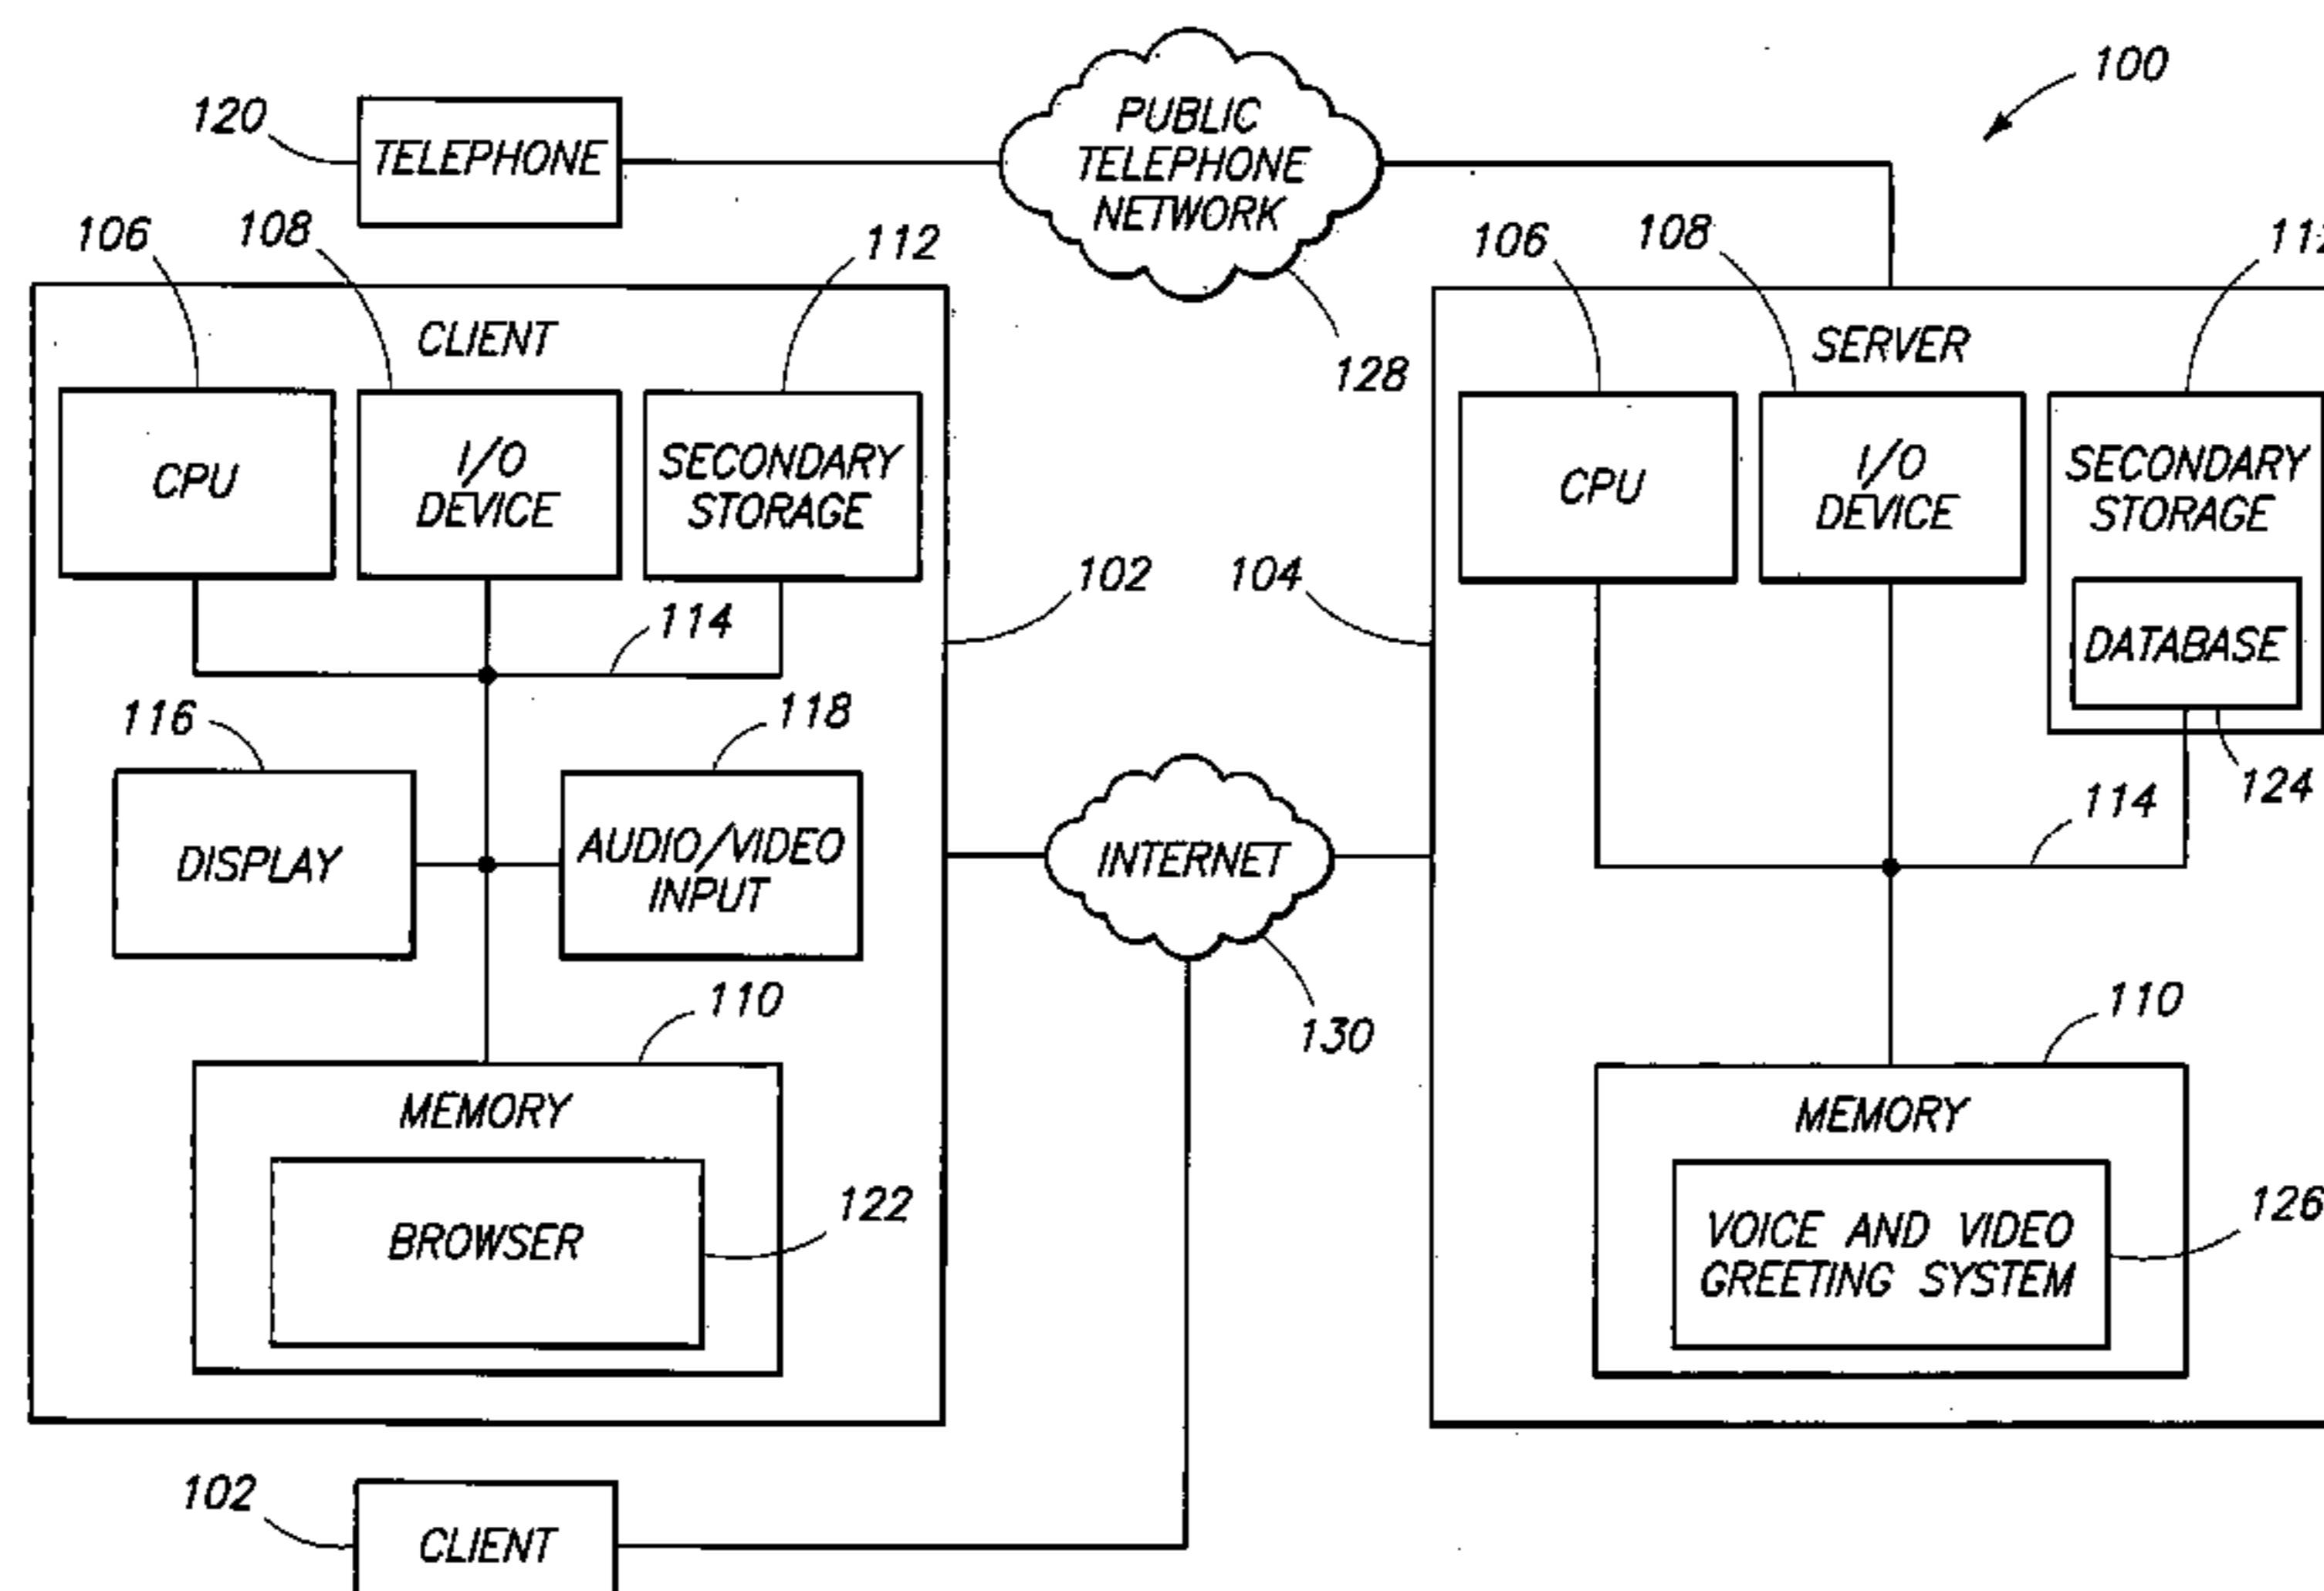 100
120
TELEPHONE
PUBLIC
TELEPHONE
NETWORK
128
106
108
112
CLIENT
CPU
I/O
DEVICE
SECONDARY
STORAGE
114
102
116
DISPLAY
118
AUDIO/VIDEO
INPUT
110
MEMORY
BROWSER
122
INTERNET
130
104
106
108
SERVER
CPU
I/O
DEVICE
SECONDARY
STORAGE
DATABASE
124
114
110
MEMORY
VOICE AND VIDEO
GREETING SYSTEM
126
102
CLIENT